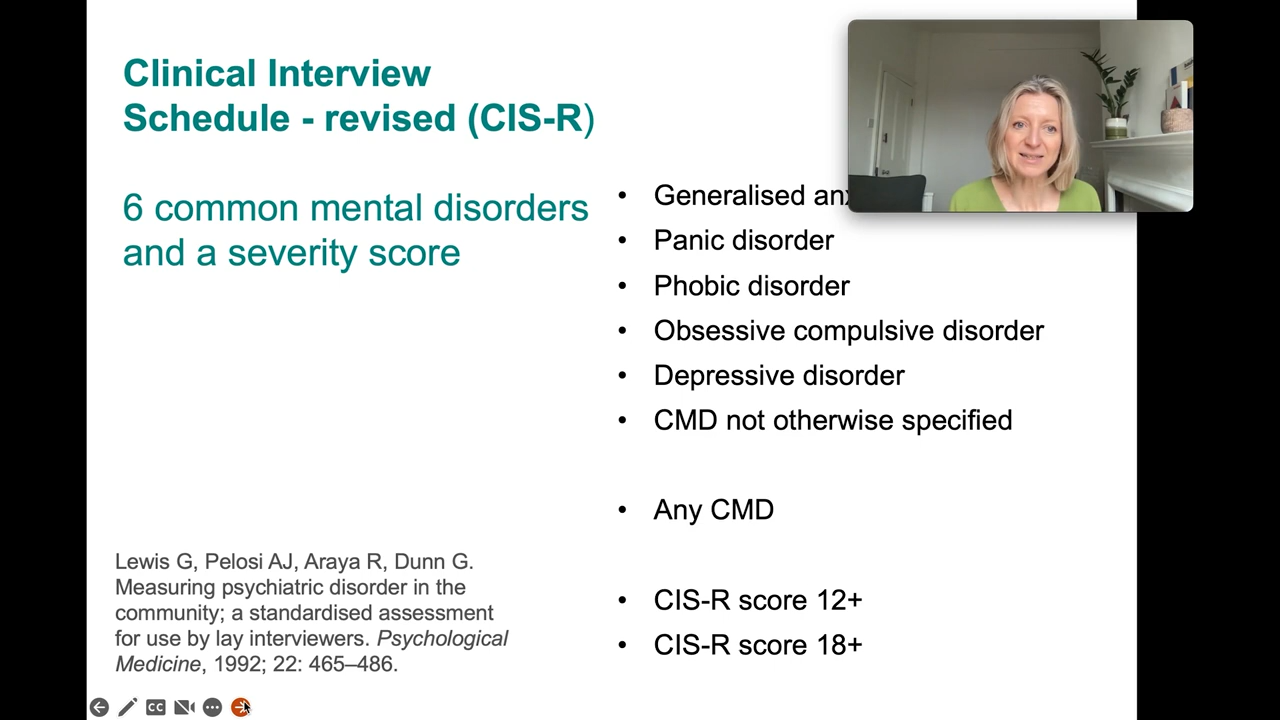 Clinical Interview
Schedule - revised (CIS-R)
6 common mental disorders
and a severity score
• Generalised
• Panic disorder
• Phobic disorder
• Obsessive compulsive disorder
• Depressive disorder
• CMD not otherwise specified
• Any CMD
• CIS-R score 12+
• CIS-R score 18+
Lewis G, Pelosi AJ, Araya R, Dunn G.
Measuring psychiatric disorder in the
community; a standardised assessment
for use by lay interviewers. Psychological
Medicine, 1992; 22: 465–486.
CC